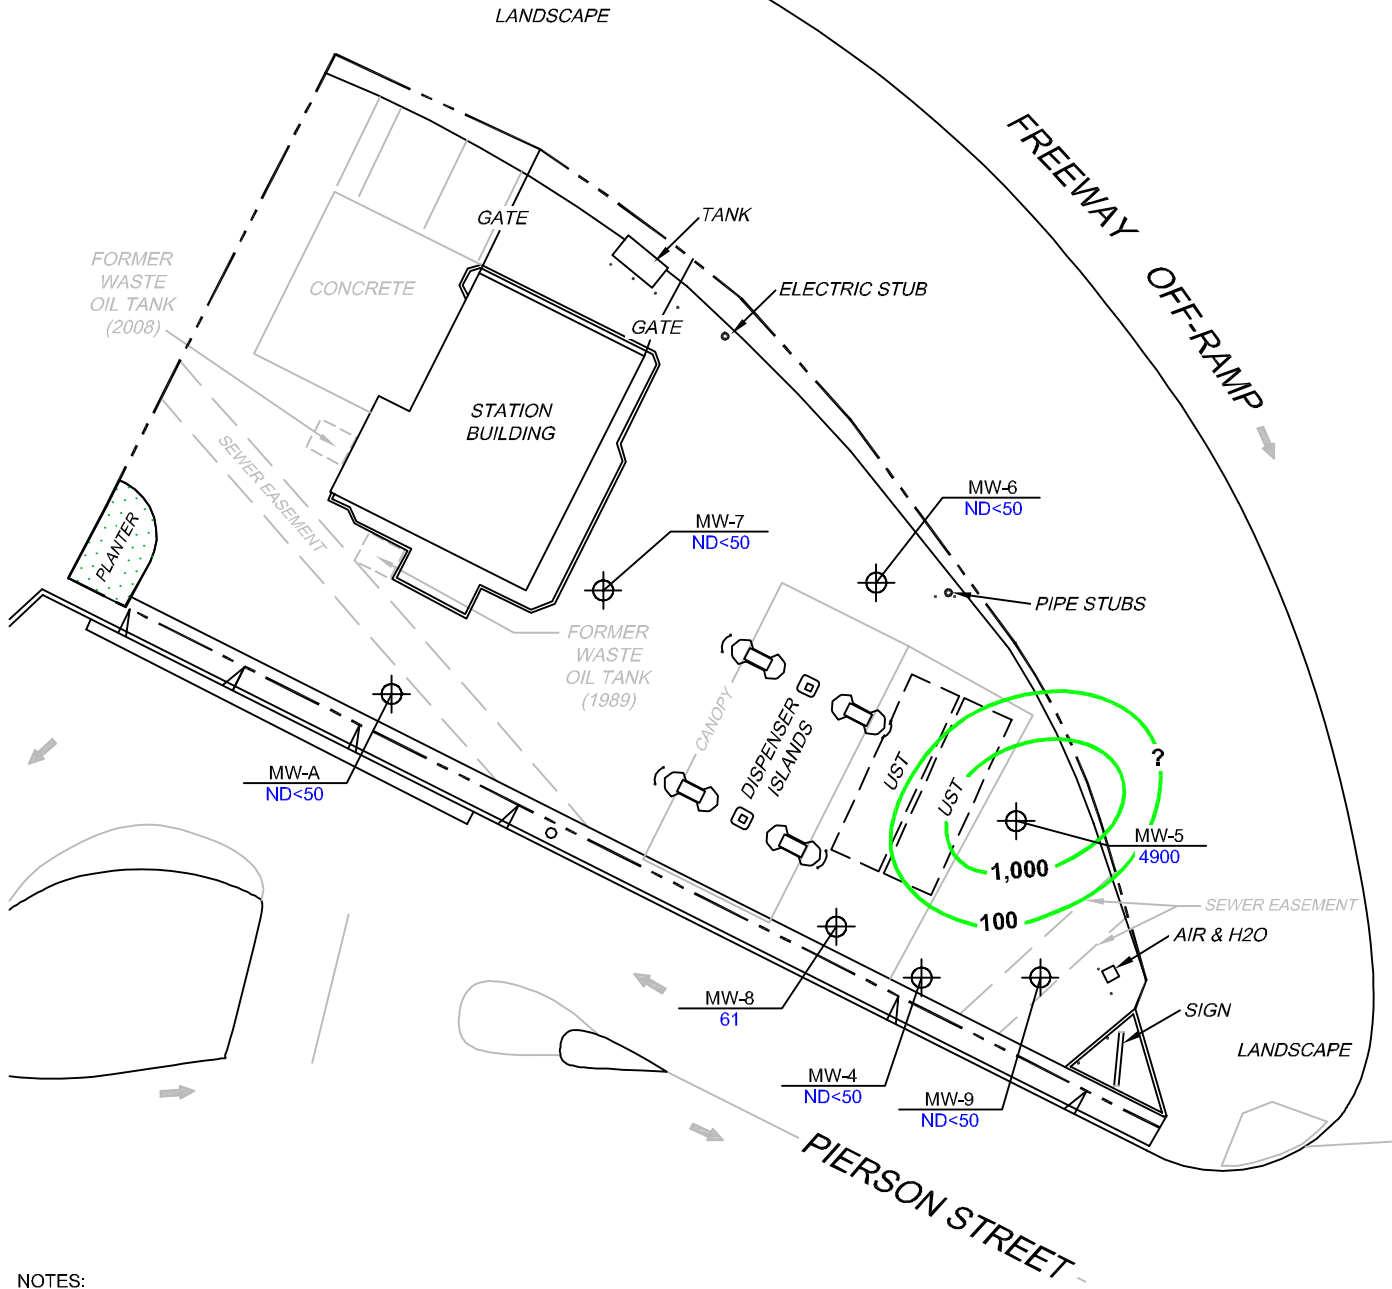 LANDSCAPE
FREEWAY OFF-RAMP
TANK
GATE
FORMER
WASTE
OIL TANK
(2008)
CONCRETE
ELECTRIC STUB
GATE
STATION
BUILDING
SEWER EASEMENT
MW-6
ND<50
MW-7
ND<50
PLANTER
PIPE STUBS
FORMER
WASTE
OIL TANK
(1989)
CANOPY
DISPENSER
ISLANDS
UST
UST
?
MW-A
ND<50
MW-5
4900
1,000
100
SEWER EASEMENT
AIR & H2O
MW-8
61
SIGN
LANDSCAPE
MW-4
ND<50
MW-9
ND<50
PIERSON STREET
NOTES: